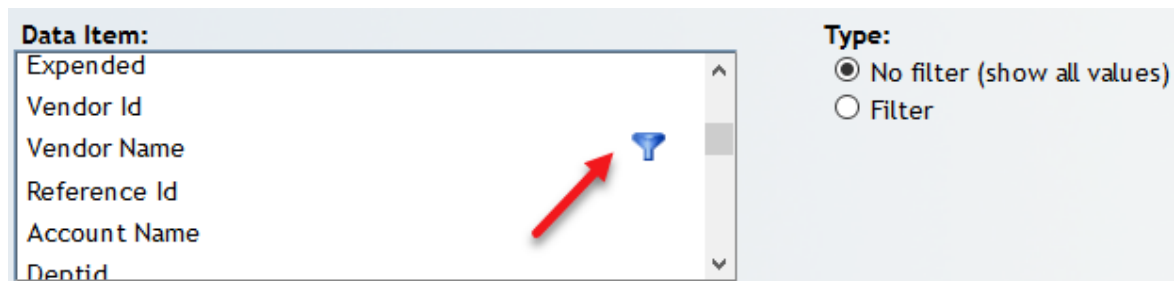 Data Item:
Expended
Vendor Id
Vendor Name
Reference Id
Account Name
Deptid
Type:
No filter (show all values)
Filter